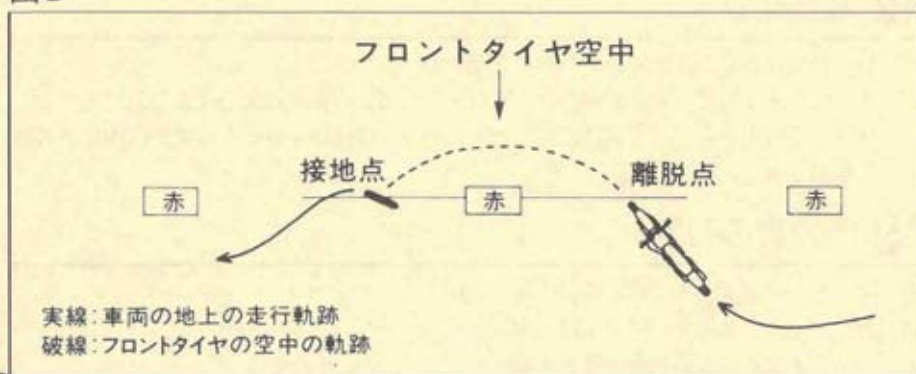 フロントタイヤ空中
接地点
離脱点
赤
赤
赤
実線:車両の地上の走行軌跡
破線:フロントタイヤの空中の軌跡